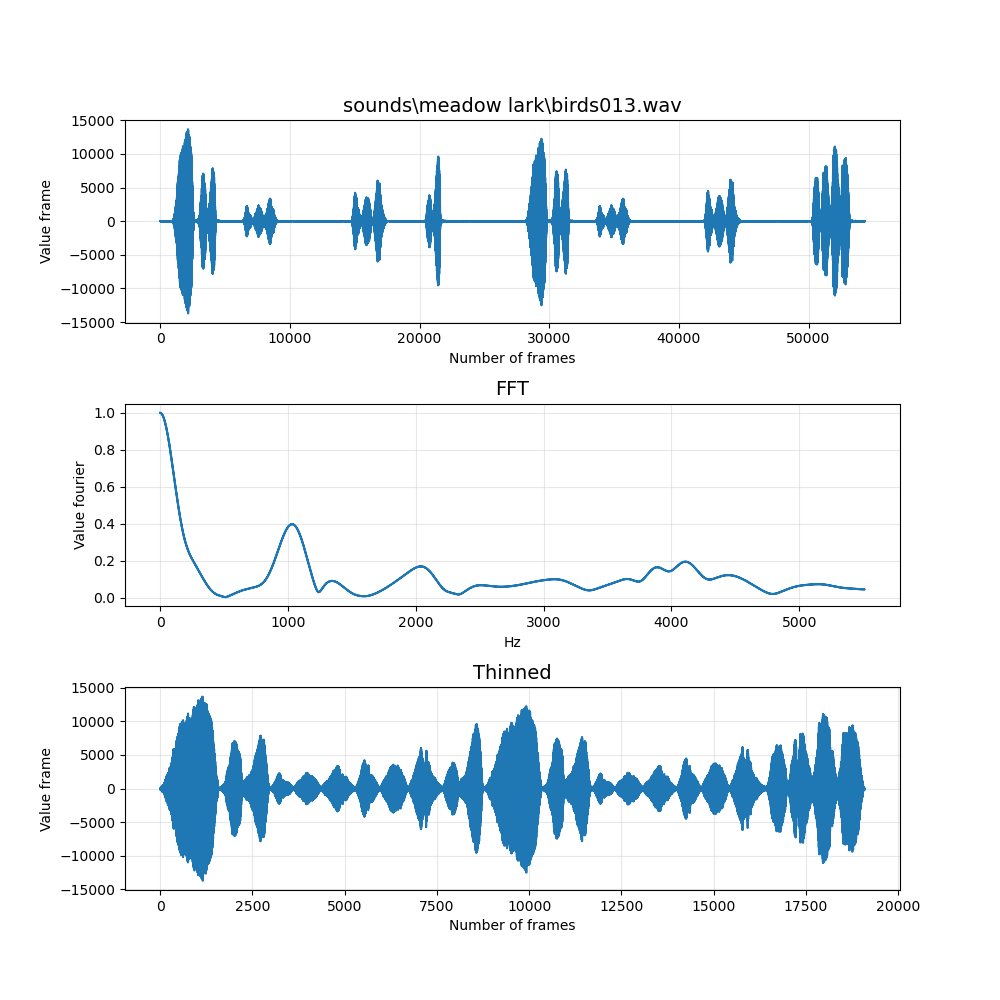 sounds\meadow lark\birds013.wav
15000
10000
5000
0
−5000
−10000
−15000
Value frame
0 10000 20000 30000 40000 50000
Number of frames
FFT
1.0
0.8
0.6
0.4
0.2
0.0
Value fourier
0 1000 2000 3000 4000 5000
Hz
Thinned
15000
10000
5000
0
−5000
−10000
−15000
Value frame
0 2500 5000 7500 10000 12500 15000 17500 20000
Number of frames